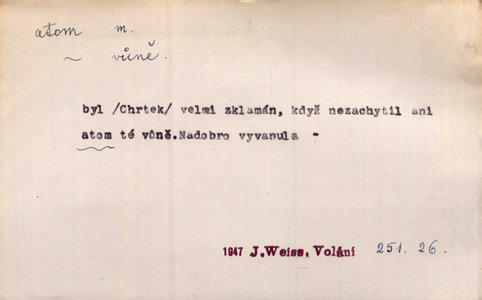 atom m.
~ vůně.
byl /Chrtek/ velmi zklamán, když nezachytil ani
atom té vůně.Nadobro vyvanula -
1947 J.Weiss, Volání 251. 26.